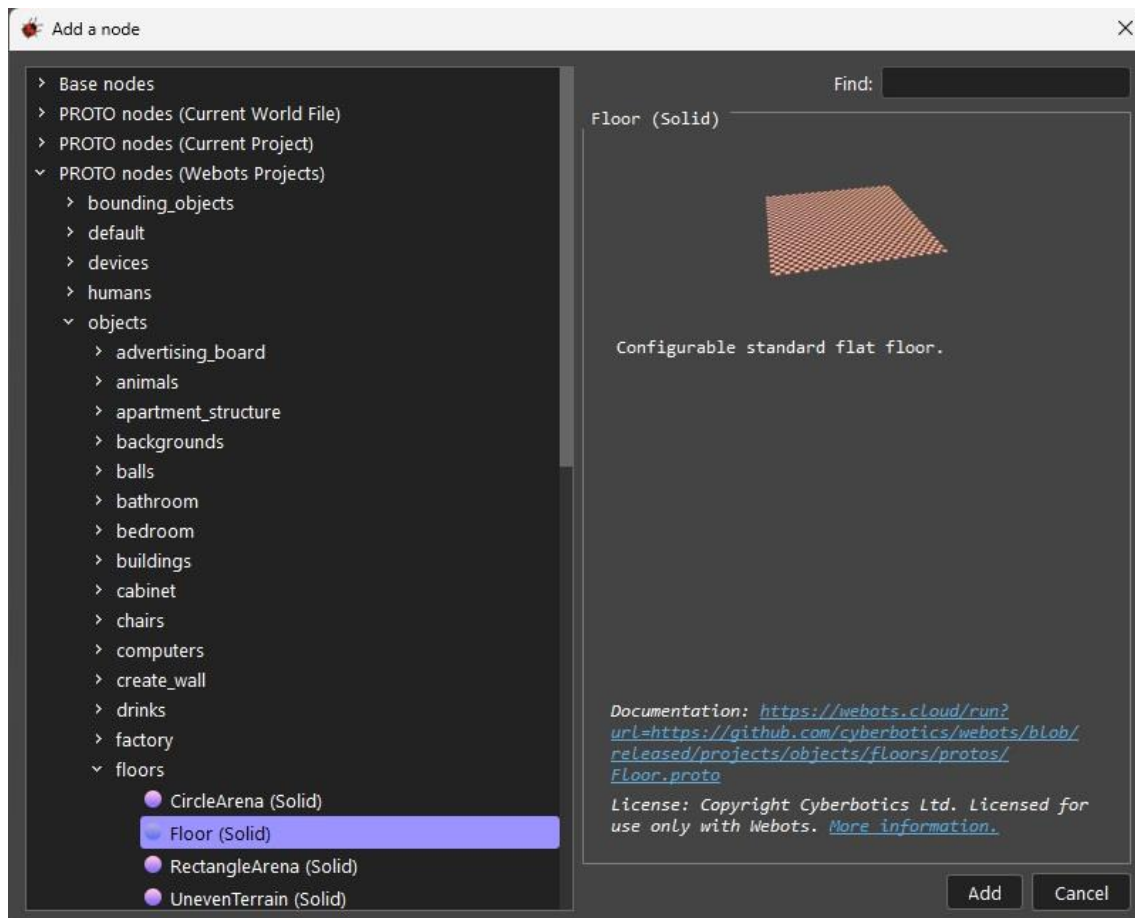 Add a node
Base nodes
PROTO nodes (Current World File)
PROTO nodes (Current Project)
PROTO nodes (Webots Projects)
bounding_objects
default
devices
humans
objects
advertising_board
animals
apartment_structure
backgrounds
balls
bathroom
bedroom
buildings
cabinet
chairs
computers
create_wall
drinks
factory
floors
CircleArena (Solid)
Floor (Solid)
RectangleArena (Solid)
UnevenTerrain (Solid)
Find:
Floor (Solid)
Configurable standard flat floor.
Documentation: https://webots.cloud/run?
url=https://github.com/cyberbotics/webots/blob/
released/projects/objects/floors/protos/
Floor.proto
License: Copyright Cyberbotics Ltd. Licensed for
use only with Webots. More information.
Add
Cancel